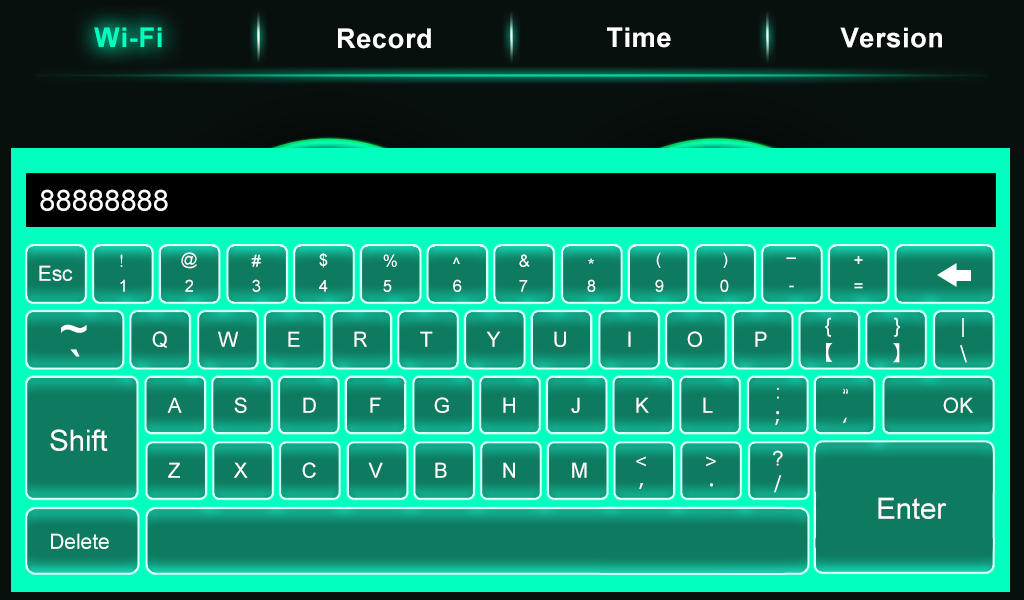 Wi-Fi Record Time Version
88888888
Esc ! 1 @ 2 # 3 $ 4 % 5 ^ 6 & 7 * 8 ( 9 ) 0 — - + =
~ ` Q W E R T Y U I O P { 【 } 】 | \
Shift A S D F G H J K L : ; " ' OK
Z X C V B N M < , > . ? / Enter
Delete